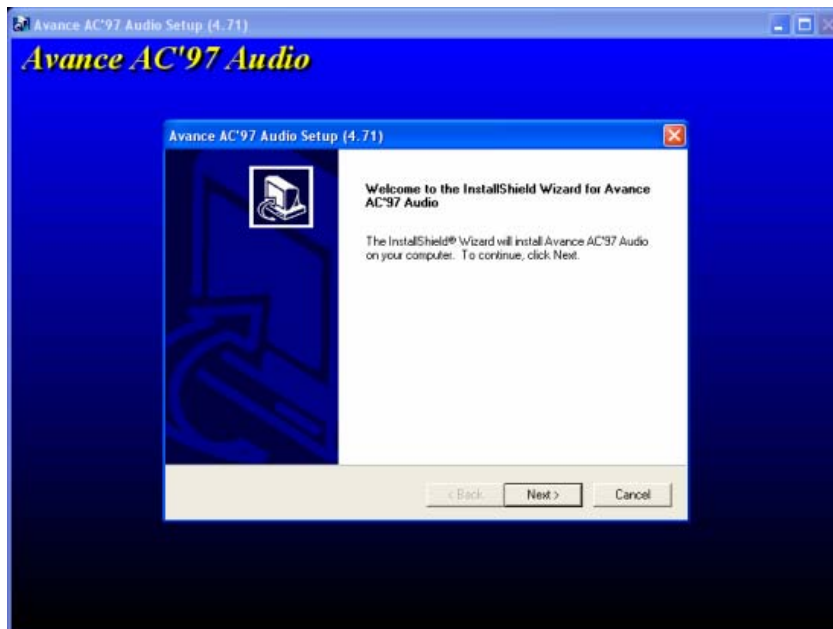 Avance AC'97 Audio Setup (4.71)
Avance AC'97 Audio
Avance AC'97 Audio Setup (4.71)
Welcome to the InstallShield Wizard for Avance
AC'97 Audio
The InstallShield® Wizard will install Avance AC'97 Audio
on your computer. To continue, click Next.
< Back
Next >
Cancel